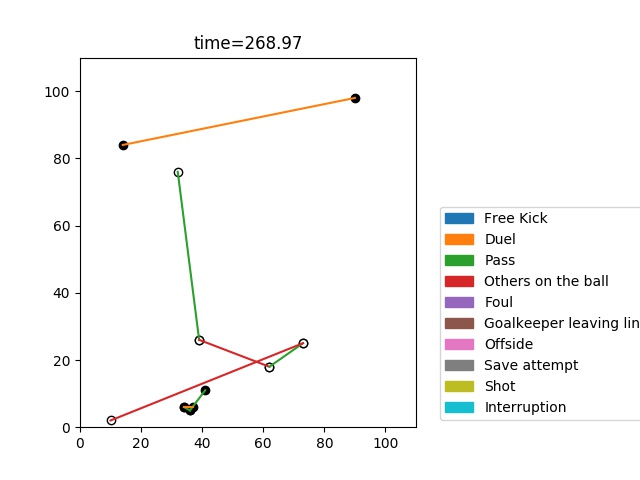 time=268.97
100
80
60
40
20
0
0 20 40 60 80 100
Free Kick
Duel
Pass
Others on the ball
Foul
Goalkeeper leaving lin
Offside
Save attempt
Shot
Interruption